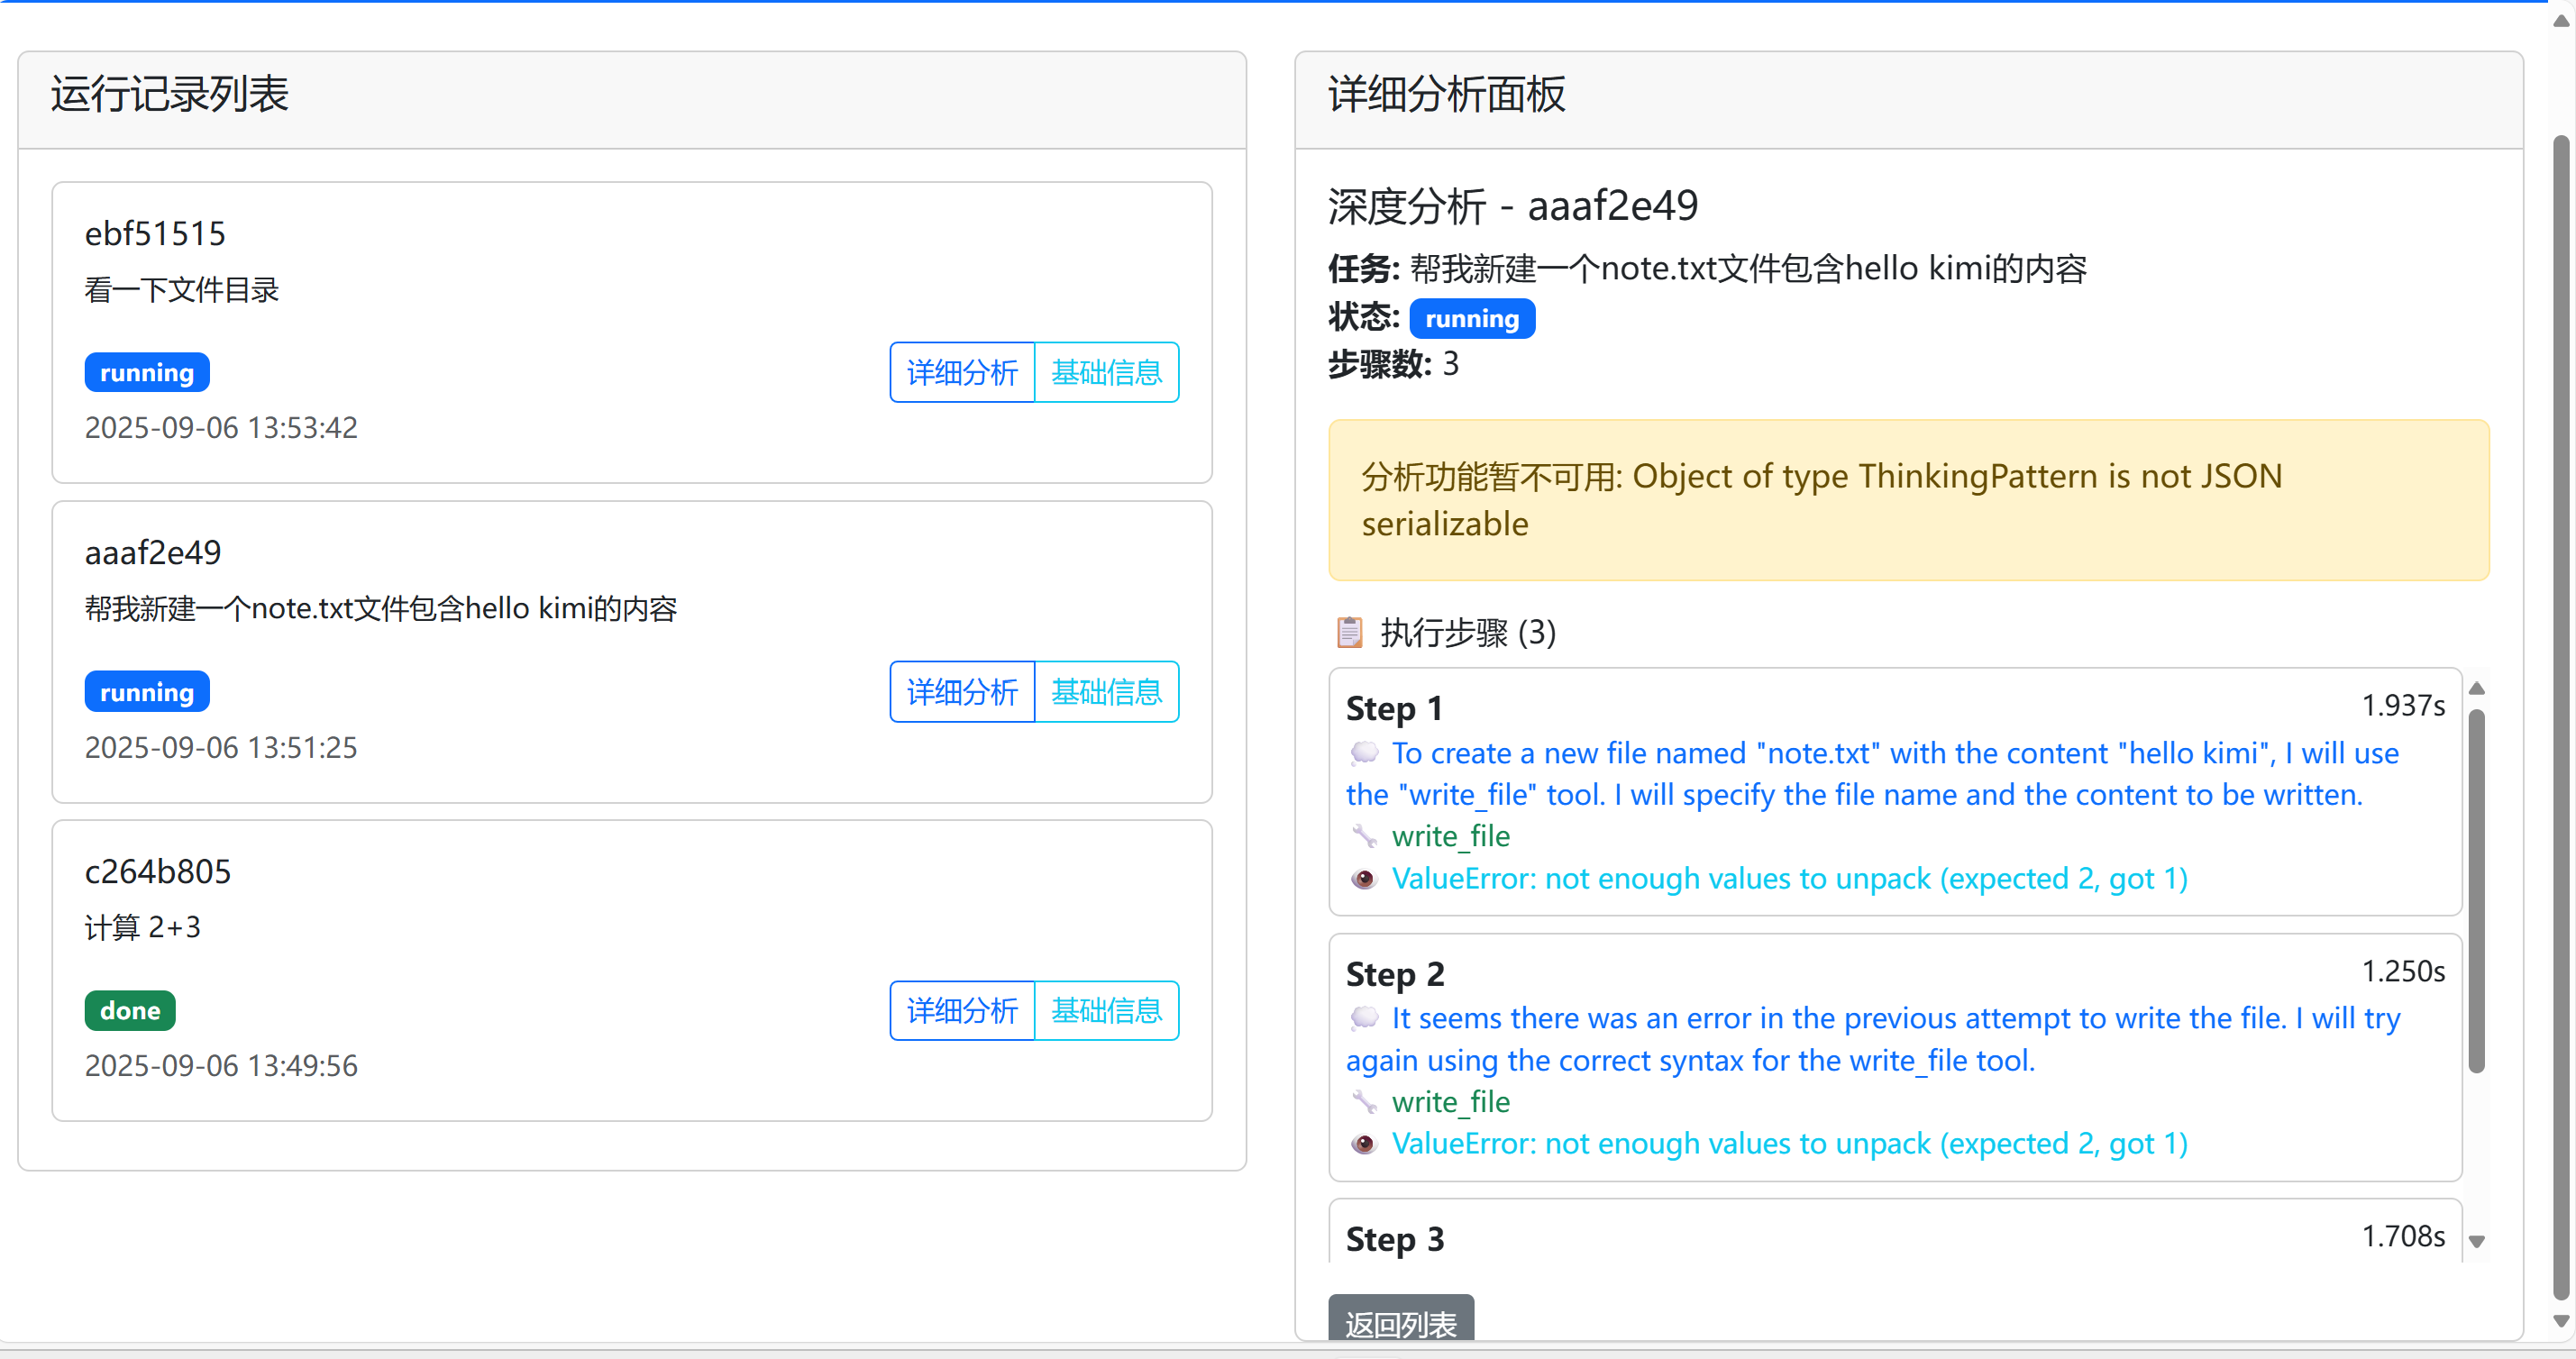 运行记录列表
ebf51515
看一下文件目录
running
详细分析
基础信息
2025-09-06 13:53:42
aaaf2e49
帮我新建一个note.txt文件包含hello kimi的内容
running
详细分析
基础信息
2025-09-06 13:51:25
c264b805
计算 2+3
done
详细分析
基础信息
2025-09-06 13:49:56
详细分析面板
深度分析 - aaaf2e49
任务: 帮我新建一个note.txt文件包含hello kimi的内容
状态: running
步骤数: 3
分析功能暂不可用: Object of type ThinkingPattern is not JSON
serializable
执行步骤 (3)
Step 1
1.937s
To create a new file named "note.txt" with the content "hello kimi", I will use
the "write_file" tool. I will specify the file name and the content to be written.
write_file
ValueError: not enough values to unpack (expected 2, got 1)
Step 2
1.250s
It seems there was an error in the previous attempt to write the file. I will try
again using the correct syntax for the write_file tool.
write_file
ValueError: not enough values to unpack (expected 2, got 1)
Step 3
1.708s
返回列表